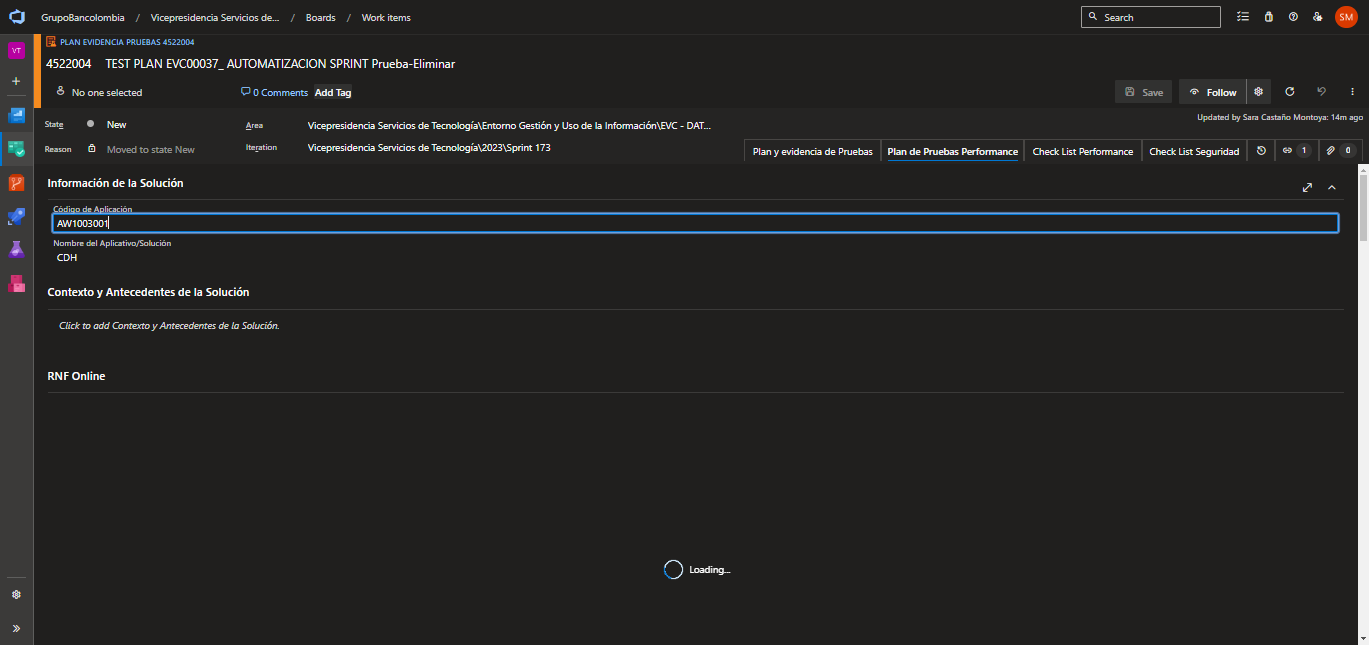 GrupoBancolombia / Vicepresidencia Servicios de... / Boards / Work items
Search
SM
VT
PLAN EVIDENCIA PRUEBAS 4522004
4522004 TEST PLAN EVC00037_ AUTOMATIZACION SPRINT Prueba-Eliminar
No one selected
0 Comments
Add Tag
Save
Follow
Updated by Sara Castaño Montoya: 14m ago
State New
Area Vicepresidencia Servicios de Tecnología\Entorno Gestión y Uso de la Información\EVC - DAT...
Reason Moved to state New
Iteration Vicepresidencia Servicios de Tecnología\2023\Sprint 173
Plan y evidencia de Pruebas
Plan de Pruebas Performance
Check List Performance
Check List Seguridad
1
0
Información de la Solución
Código de Aplicación
AW1003001
Nombre del Aplicativo/Solución
CDH
Contexto y Antecedentes de la Solución
Click to add Contexto y Antecedentes de la Solución.
RNF Online
Loading...